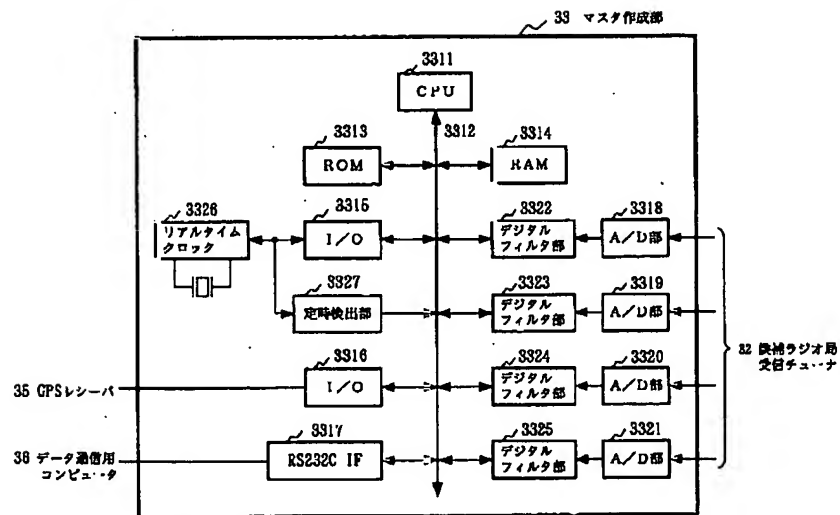 33 マスタ作成部
3311
CPU
3312
3313
ROM
3314
RAM
3326
リアルタイム
クロック
3315
I/O
3322
デジタル
フィルタ部
3318
A/D部
3327
定時検出部
3323
デジタル
フィルタ部
3319
A/D部
32 候補ラジオ局
受信チューナ
35 GPSレシーバ
3316
I/O
3324
デジタル
フィルタ部
3320
A/D部
36 データ通信用
コンピュータ
3317
RS232C IF
3325
デジタル
フィルタ部
3321
A/D部